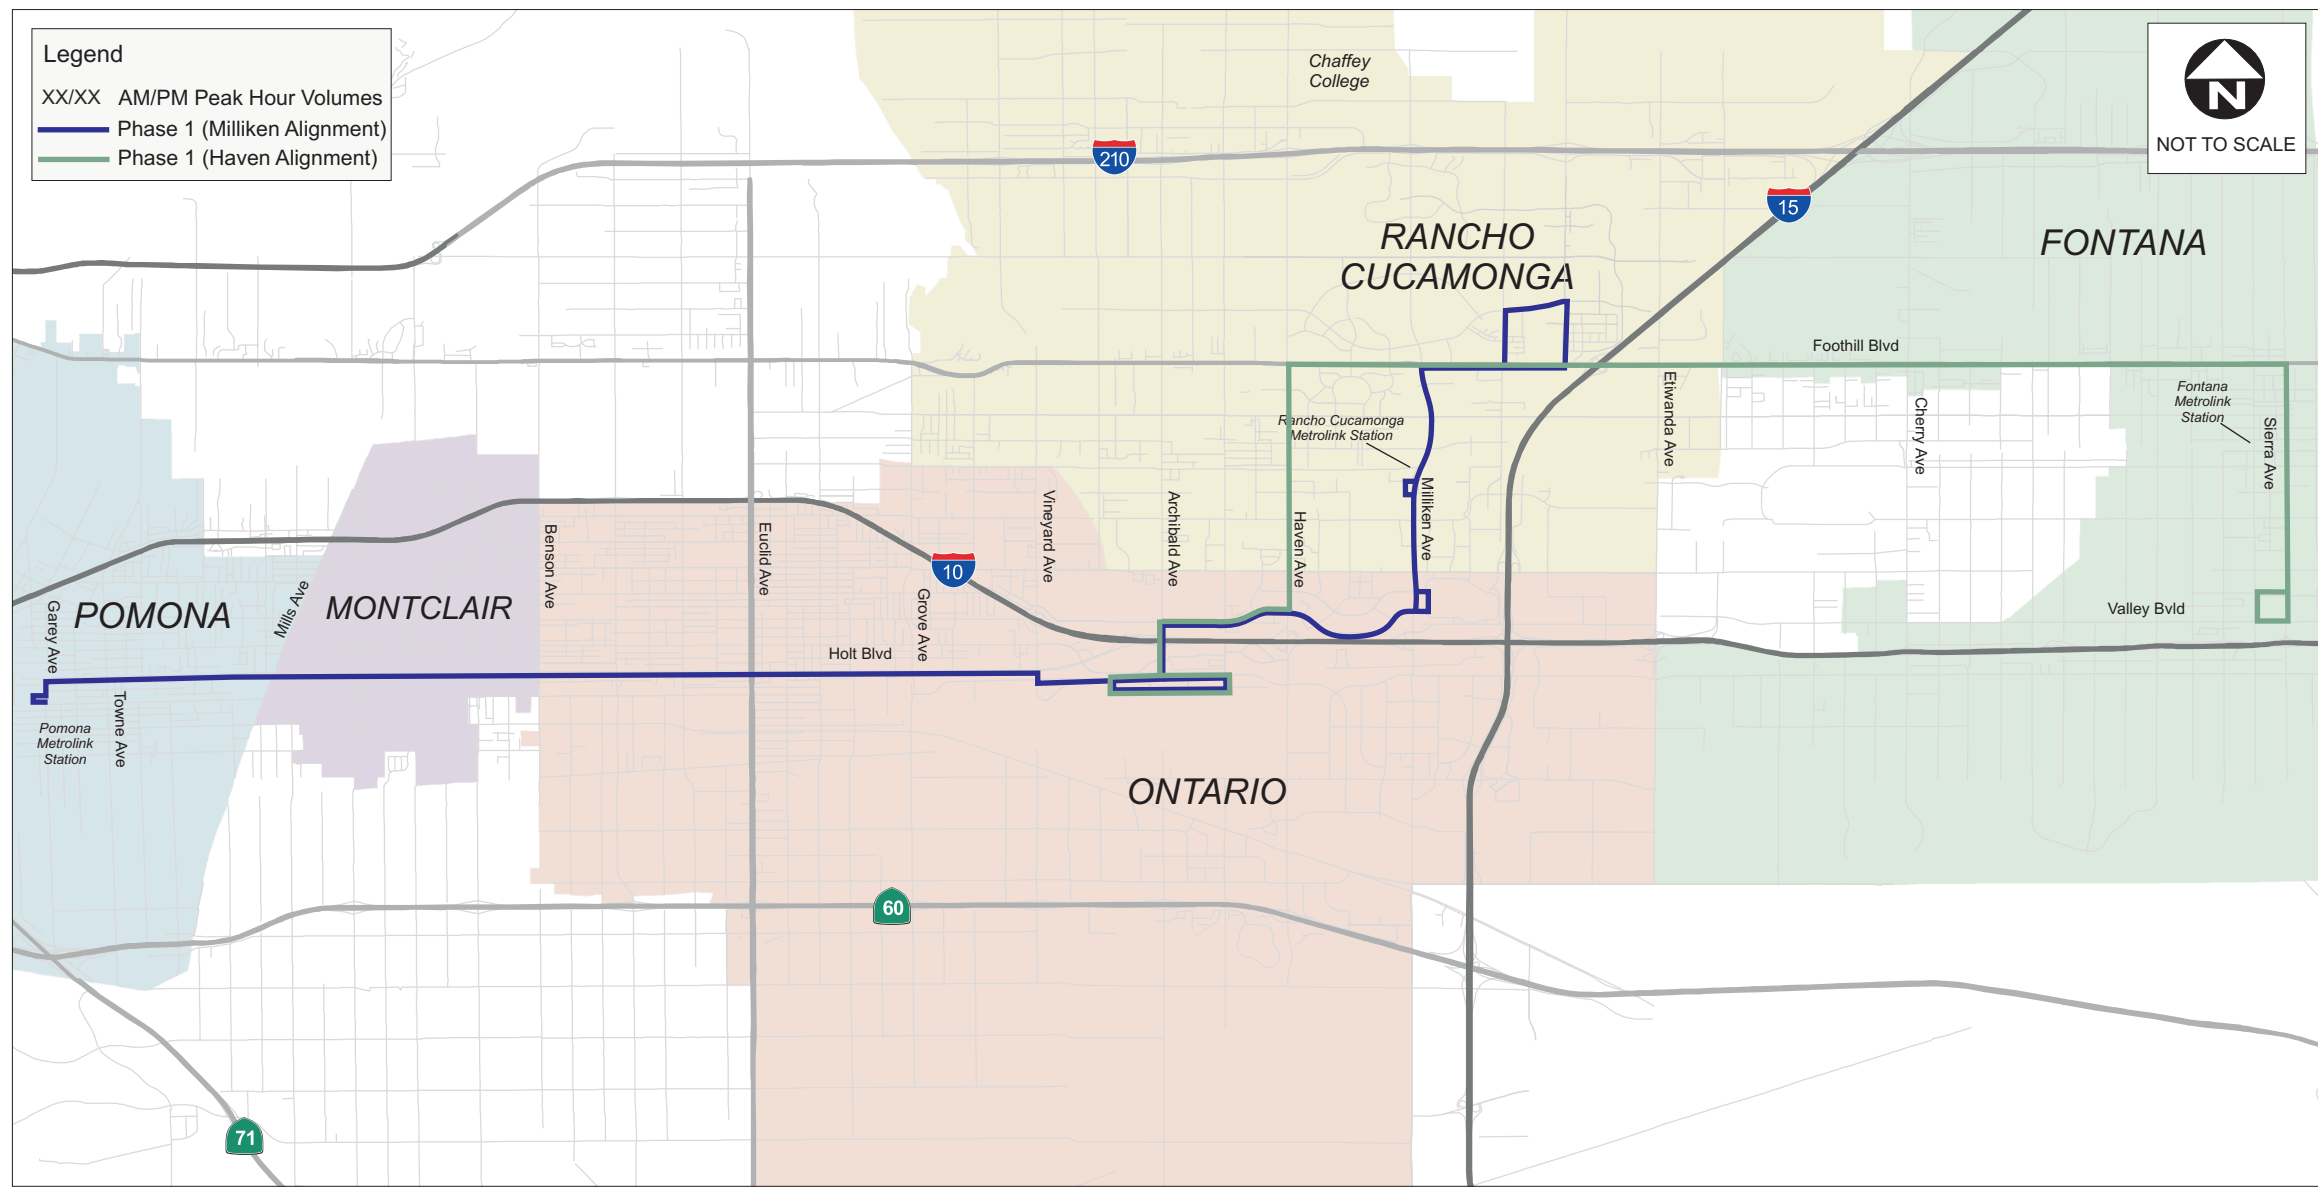 Legend
XX/XX AM/PM Peak Hour Volumes
Phase 1 (Milliken Alignment)
Phase 1 (Haven Alignment)
N
NOT TO SCALE
Chaffey
College
210
15
RANCHO
CUCAMONGA
FONTANA
Foothill Blvd
Etiwanda Ave
Cherry Ave
Fontana
Metrolink
Station
Sierra Ave
Rancho Cucamonga
Metrolink Station
Milliken Ave
Haven Ave
Archibald Ave
Vineyard Ave
Euclid Ave
Benson Ave
10
Grove Ave
Mills Ave
Garey Ave
POMONA
MONTCLAIR
Valley Bvld
Holt Blvd
Towne Ave
Pomona
Metrolink
Station
ONTARIO
60
71